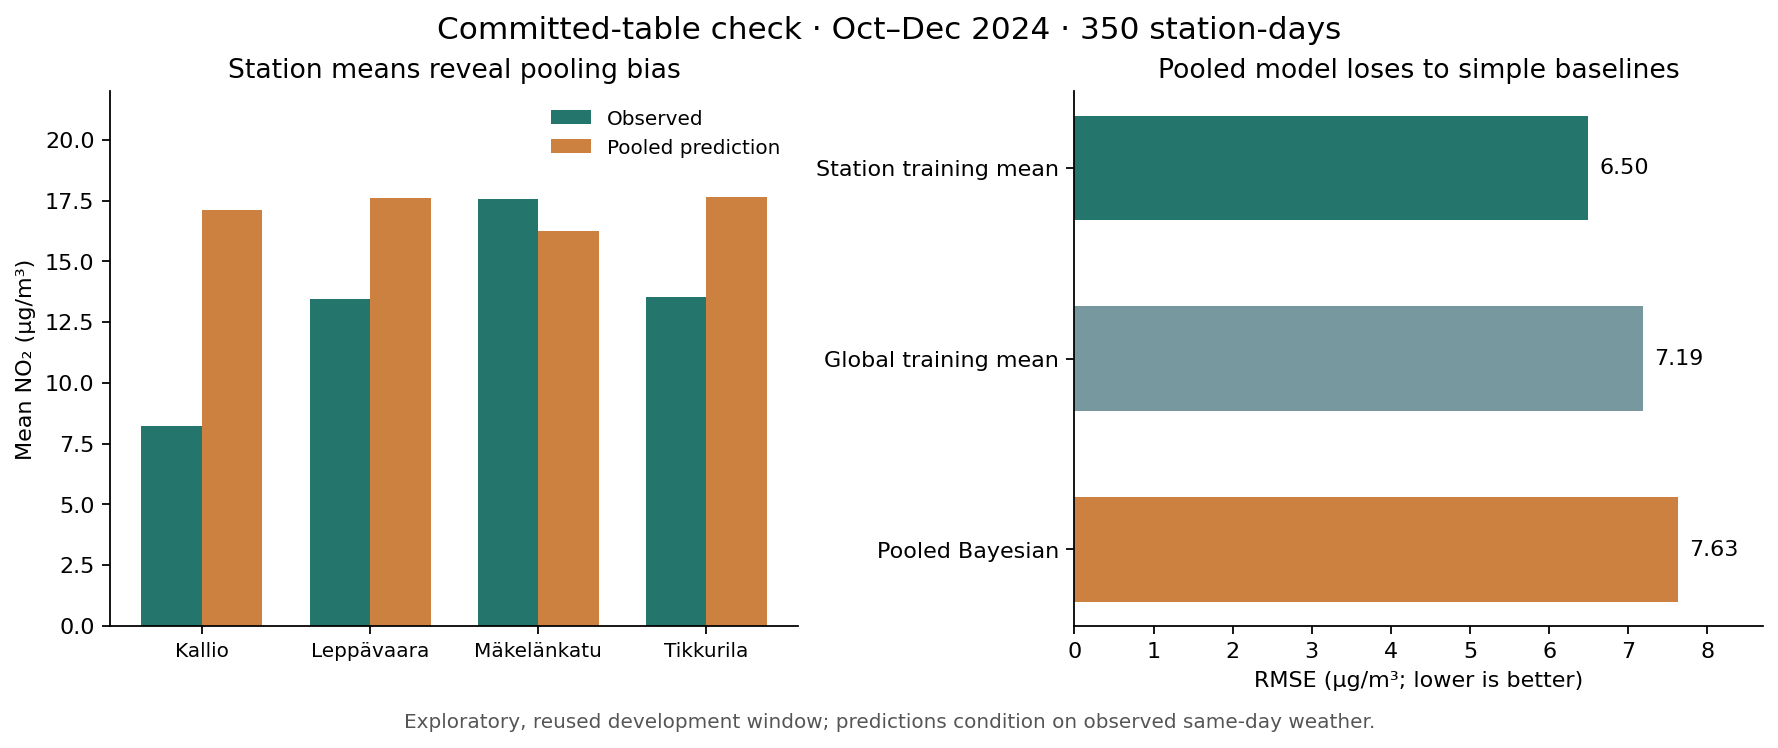 Committed-table check · Oct–Dec 2024 · 350 station-days
Station means reveal pooling bias
Observed
Pooled prediction
Mean NO₂ (µg/m³)
20.0
17.5
15.0
12.5
10.0
7.5
5.0
2.5
0.0
Kallio Leppävaara Mäkelänkatu Tikkurila
Pooled model loses to simple baselines
Station training mean 6.50
Global training mean 7.19
Pooled Bayesian 7.63
0 1 2 3 4 5 6 7 8
RMSE (µg/m³; lower is better)
Exploratory, reused development window; predictions condition on observed same-day weather.